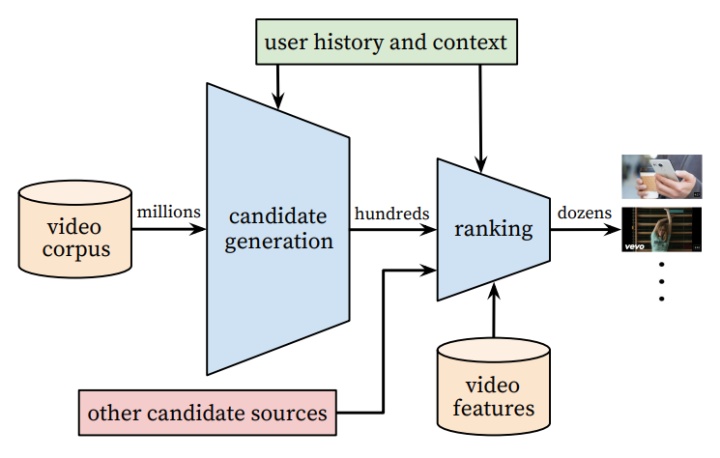 user history and context
video
corpus
millions
candidate
generation
hundreds
ranking
dozens
vevo
other candidate sources
video
features